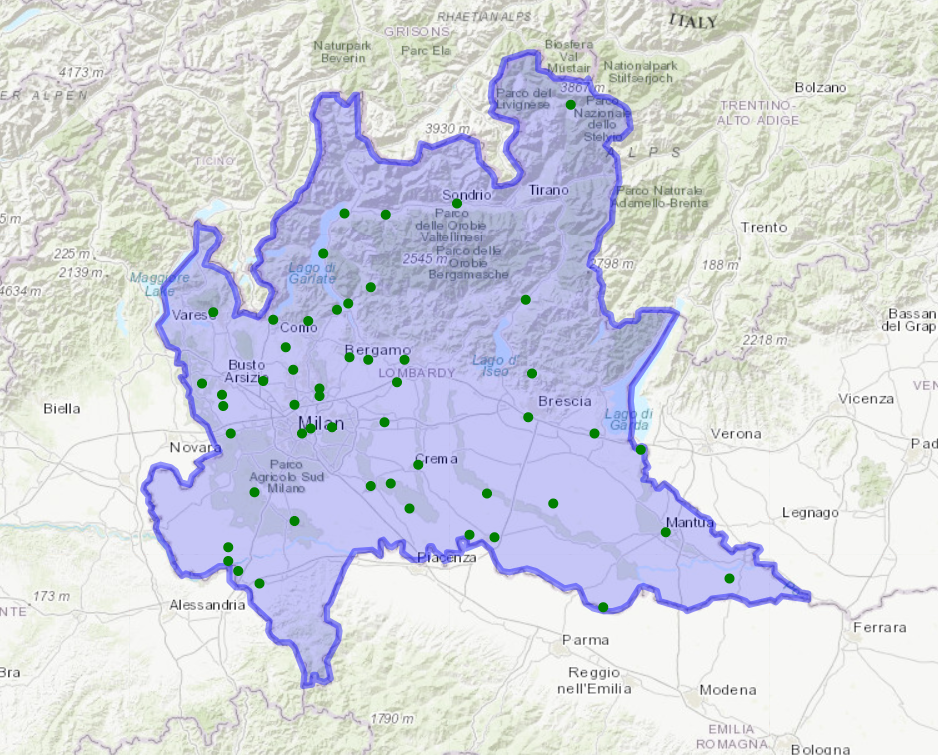 ITALY
RHAETIAN ALPS
GRISONS
Naturpark
Beverin
Parc Ela
Biosfera
Val
Müstair
Nationalpark
Stilfserjoch
4173 m
3867 m
Bolzano
Parco del
Livignese
Parco
Nazionale
dello
Stelvio
TRENTINO-
ALTO ADIGE
3930 m
ER ALPEN
A L P S
TICINO
Sondrio
Tirano
Parco Naturale
Adamello-Brenta
Parco
delle Orobie
Valtellinesi
Trento
225 m
2139 m
4634 m
2545 m
Parco delle
Orobie
Bergamasche
2798 m
188 m
Maggiore
Lake
Lago di
Garlate
Varese
Como
Bassan
del Grap
2218 m
Bergamo
LOMBARDY
Busto
Arsizio
Lago d'
Iseo
VEN
Biella
Brescia
Vicenza
Milan
Lago di
Garda
Verona
Novara
Pad
Crema
Parco
Agricolo Sud
Milano
Legnago
Mantua
Piacenza
173 m
NTE
Alessandria
Ferrara
Parma
Bra
Reggio
nell'Emilia
Modena
1790 m
EMILIA
ROMAGNA
Bologna